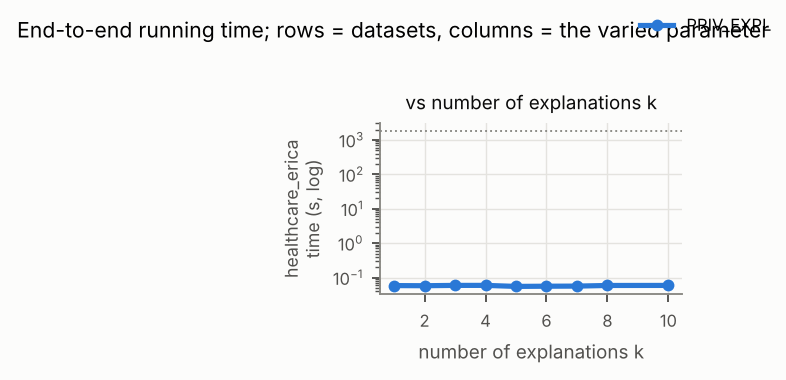 End-to-end running time; rows = datasets, columns = the varied parameter
PRIV_EXPL
vs number of explanations k
healthcare_erica
time (s, log)
10³
10²
10¹
10⁰
10⁻¹
2 4 6 8 10
number of explanations k